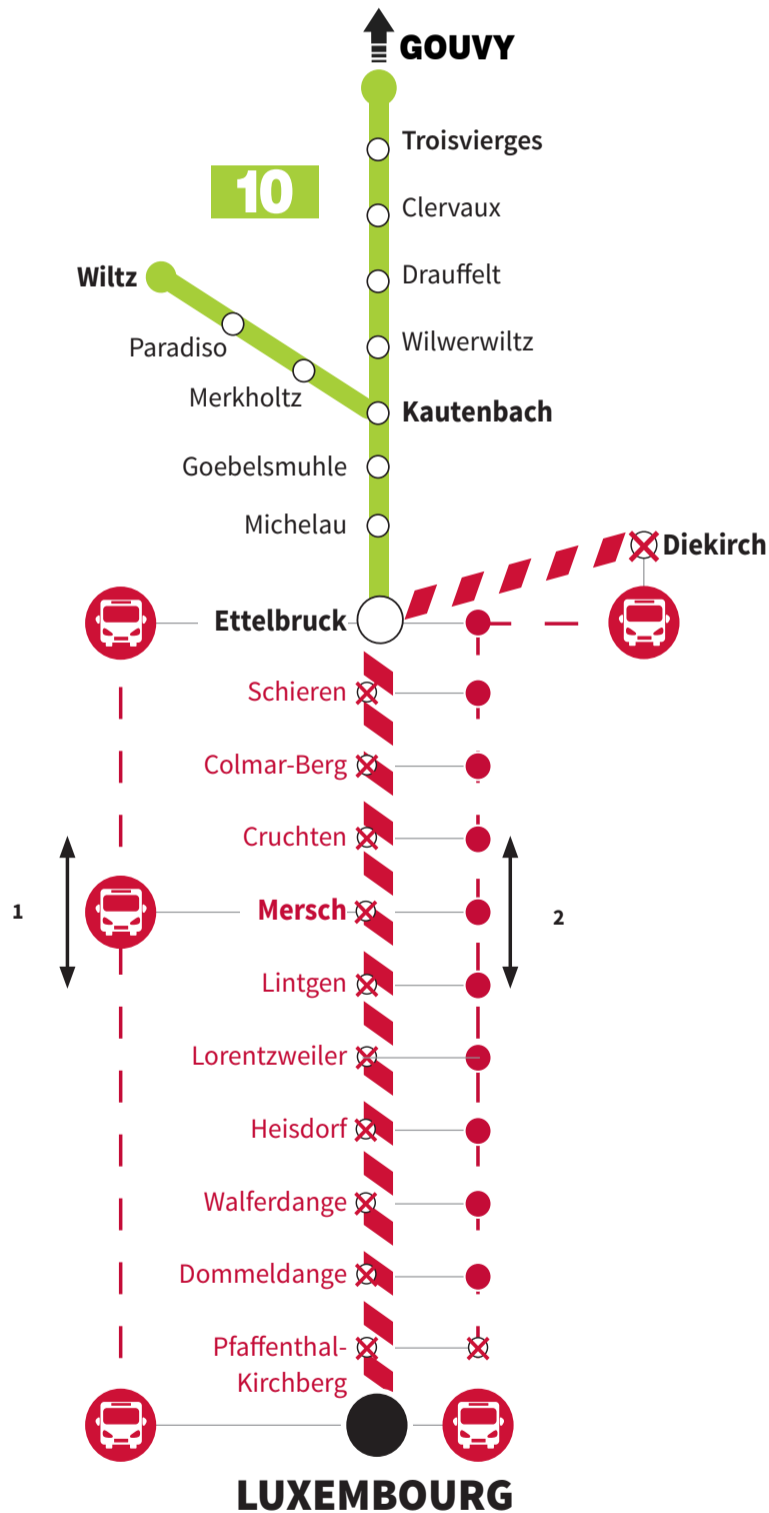 GOUVY
Troisvierges
10
Clervaux
Wiltz
Drauffelt
Paradiso
Wilwerwiltz
Merkholtz
Kautenbach
Goebelsmuhle
Michelau
Diekirch
Ettelbruck
Schieren
Colmar-Berg
Cruchten
1
Mersch
2
Lintgen
Lorentzweiler
Heisdorf
Walferdange
Dommeldange
Pfaffenthal-
Kirchberg
LUXEMBOURG